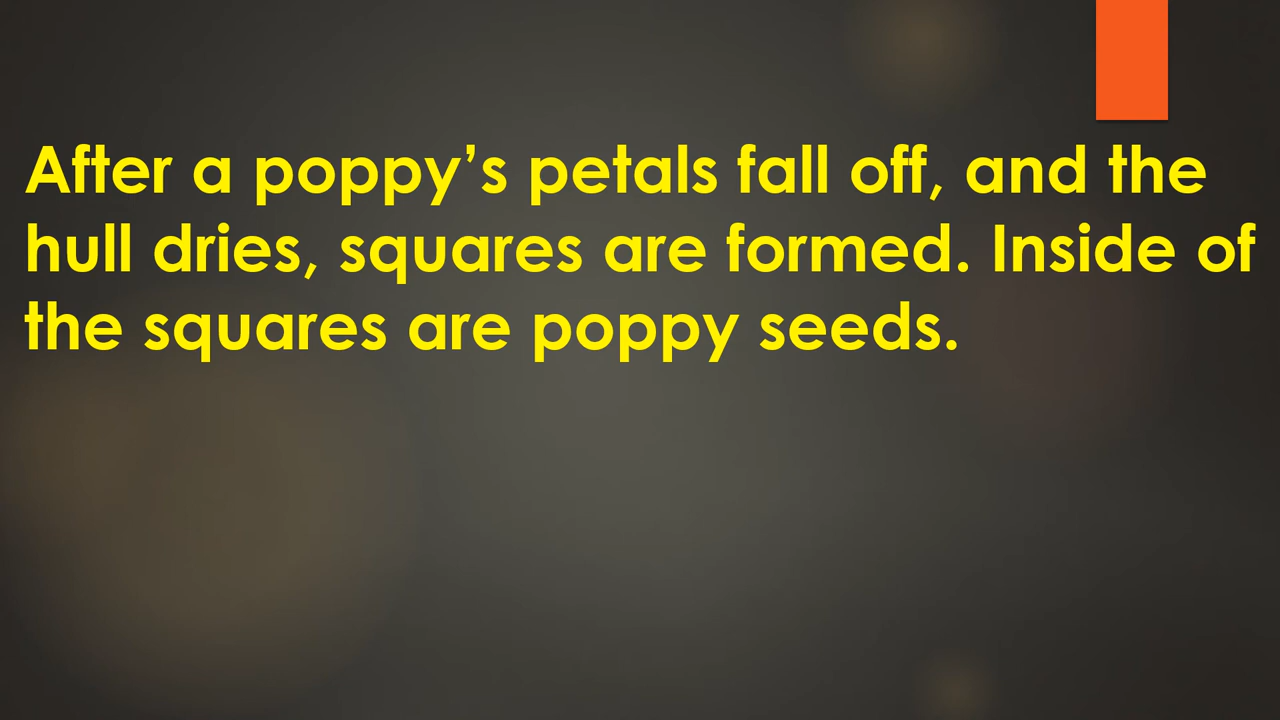 After a poppy’s petals fall off, and the
hull dries, squares are formed. Inside of
the squares are poppy seeds.